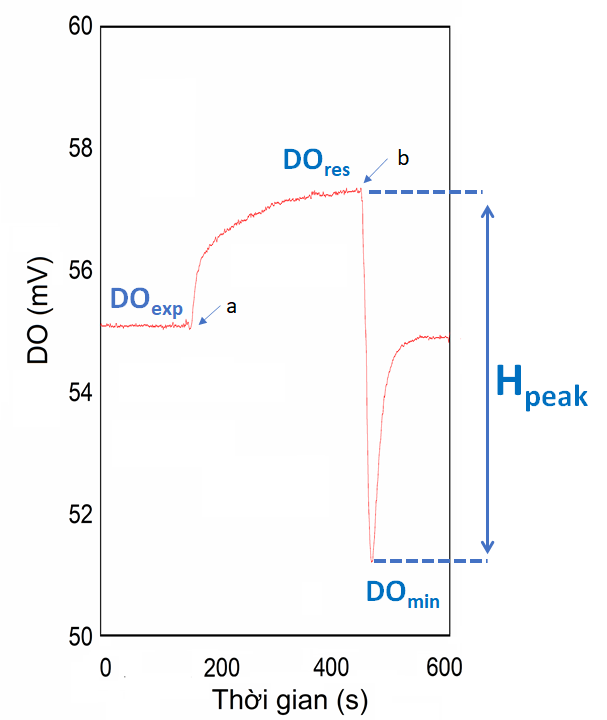 60
58
DOres
b
56
DOexp
a
DO (mV)
54
Hpeak
52
DOmin
50
0 200 400 600
Thời gian (s)